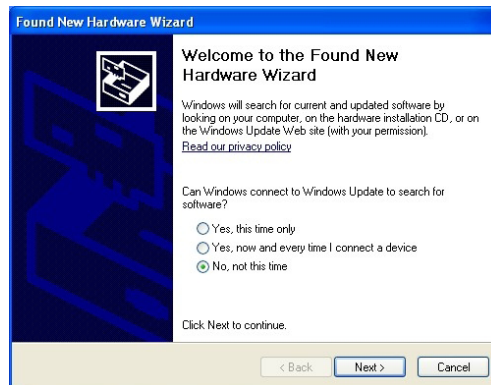 Found New Hardware Wizard
Welcome to the Found New
Hardware Wizard
Windows will search for current and updated software by
looking on your computer, on the hardware installation CD, or on
the Windows Update Web site (with your permission).
Read our privacy policy
Can Windows connect to Windows Update to search for
software?
Yes, this time only
Yes, now and every time I connect a device
No, not this time
Click Next to continue.
< Back
Next >
Cancel